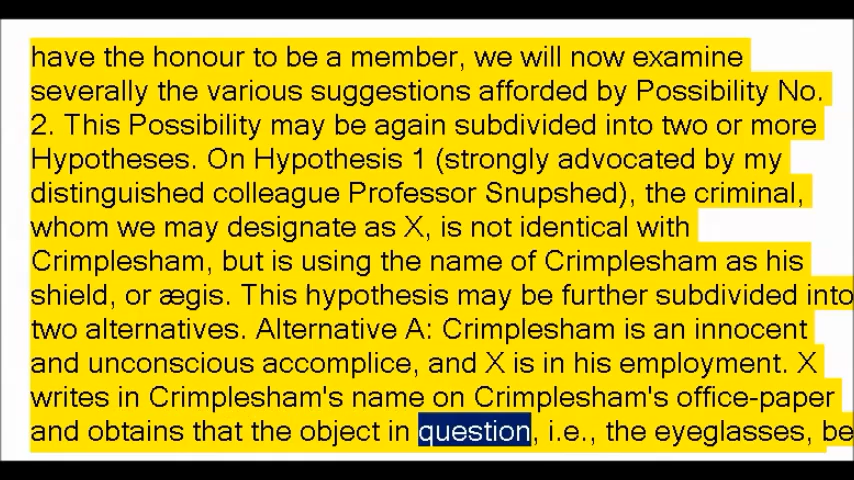 have the honour to be a member, we will now examine
severally the various suggestions afforded by Possibility No.
2. This Possibility may be again subdivided into two or more
Hypotheses. On Hypothesis 1 (strongly advocated by my
distinguished colleague Professor Snupshed), the criminal,
whom we may designate as X, is not identical with
Crimplesham, but is using the name of Crimplesham as his
shield, or ægis. This hypothesis may be further subdivided into
two alternatives. Alternative A: Crimplesham is an innocent
and unconscious accomplice, and X is in his employment. X
writes in Crimplesham's name on Crimplesham's office-paper
and obtains that the object in question, i.e., the eyeglasses, be